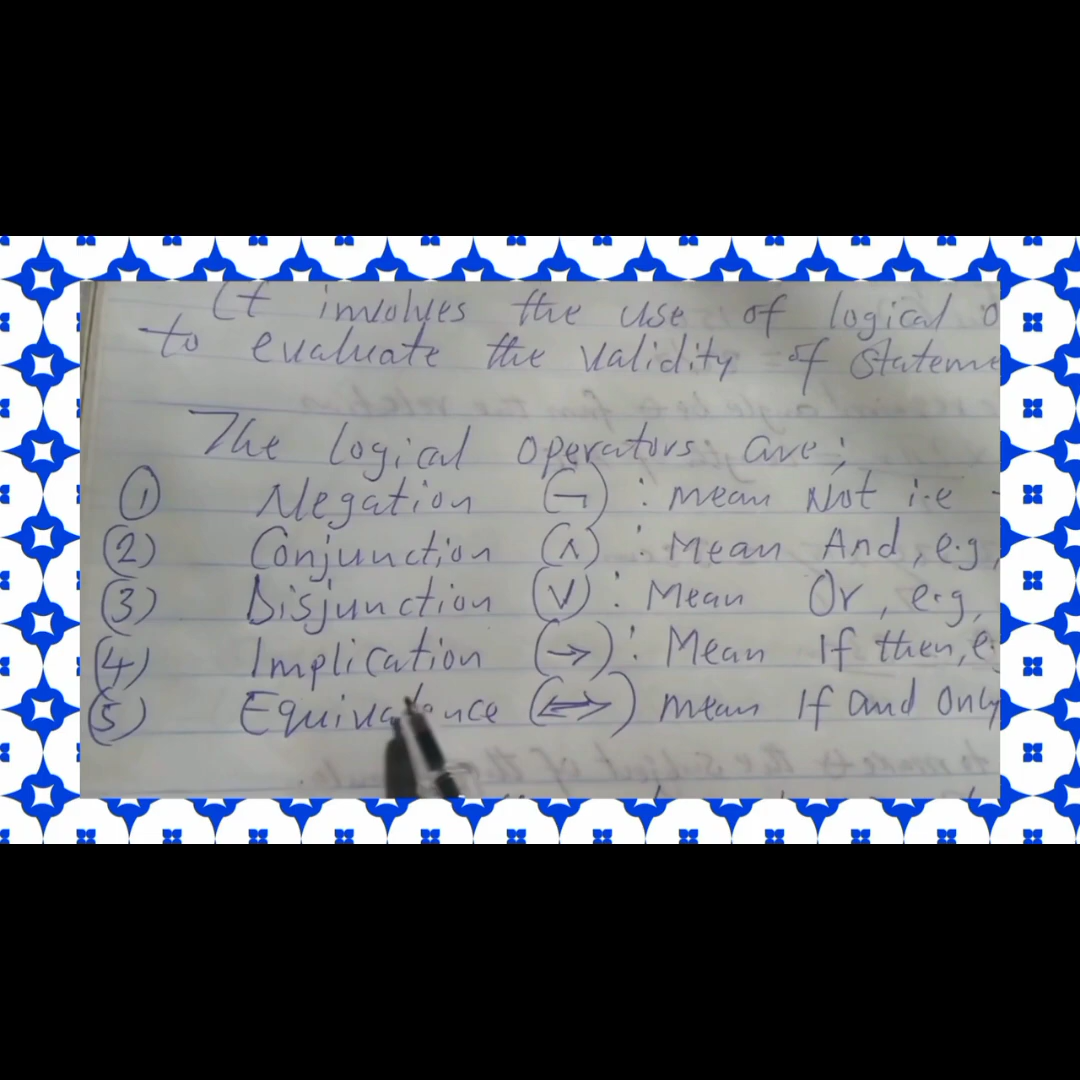 It involves the use of logical
to evaluate the validity of Stateme
The logical operators are;
① Negation (¬) : mean Not i.e
② Conjunction (∧) : Mean And, e.g,
③ Disjunction (∨) : Mean Or, e.g,
④ Implication (→) : Mean If then, e.
⑤ Equivalence (⟺) mean If and Only